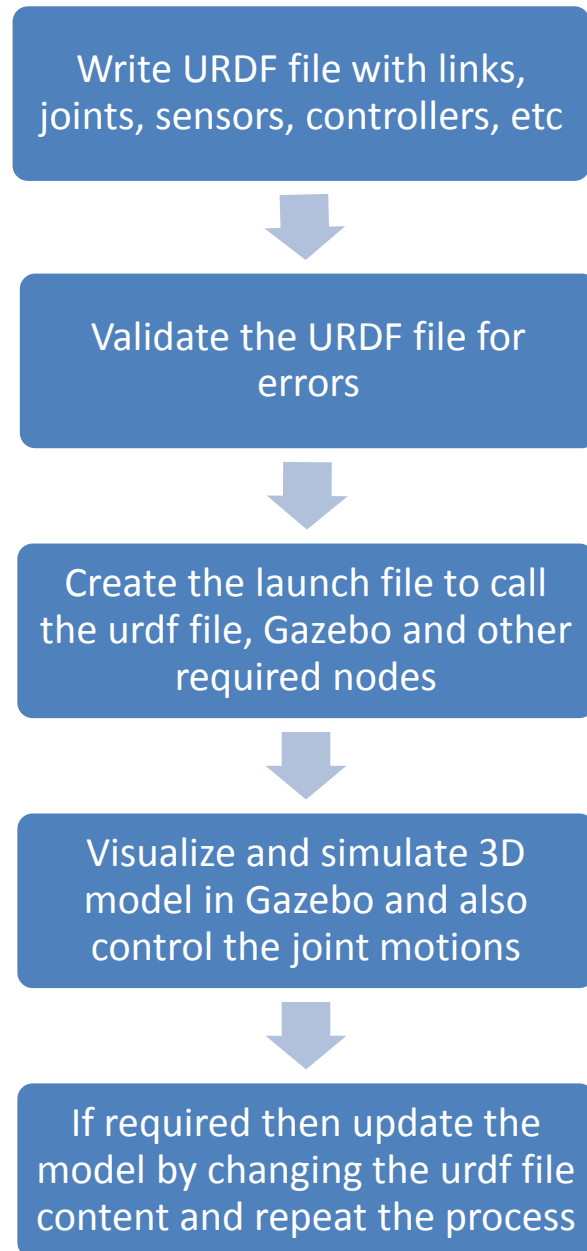 Write URDF file with links,
joints, sensors, controllers, etc
Validate the URDF file for
errors
Create the launch file to call
the urdf file, Gazebo and other
required nodes
Visualize and simulate 3D
model in Gazebo and also
control the joint motions
If required then update the
model by changing the urdf file
content and repeat the process